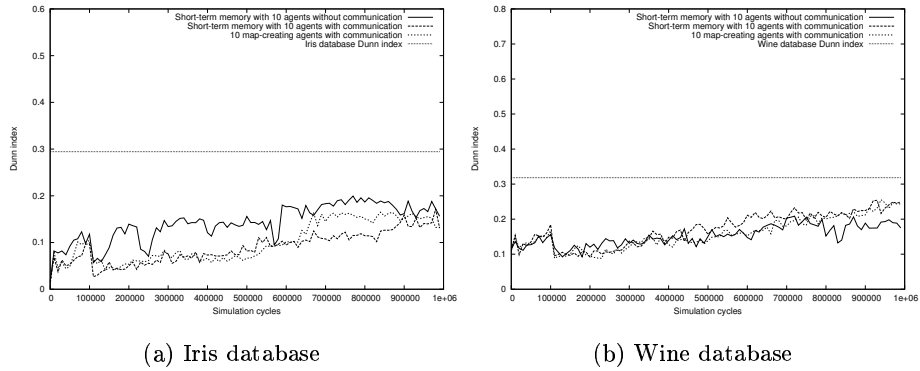 0.6
0.5
0.4
0.3
0.2
0.1
0
Dunn index
Short-term memory with 10 agents without communication
Short-term memory with 10 agents with communication
10 map-creating agents with communication
Iris database Dunn index
0 100000 200000 300000 400000 500000 600000 700000 800000 900000 1e+06
Simulation cycles
(a) Iris database
0.8
0.7
0.6
0.5
0.4
0.3
0.2
0.1
0
Dunn index
Short-term memory with 10 agents without communication
Short-term memory with 10 agents with communication
10 map-creating agents with communication
Wine database Dunn index
0 100000 200000 300000 400000 500000 600000 700000 800000 900000 1e+06
Simulation cycles
(b) Wine database